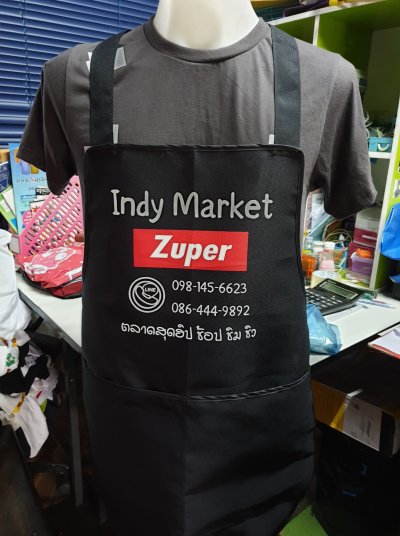 Indy Market
Zuper
LINE
098-145-6623
086-444-9892
ตลาดสุดฮิป ช้อป ชิม ชิว